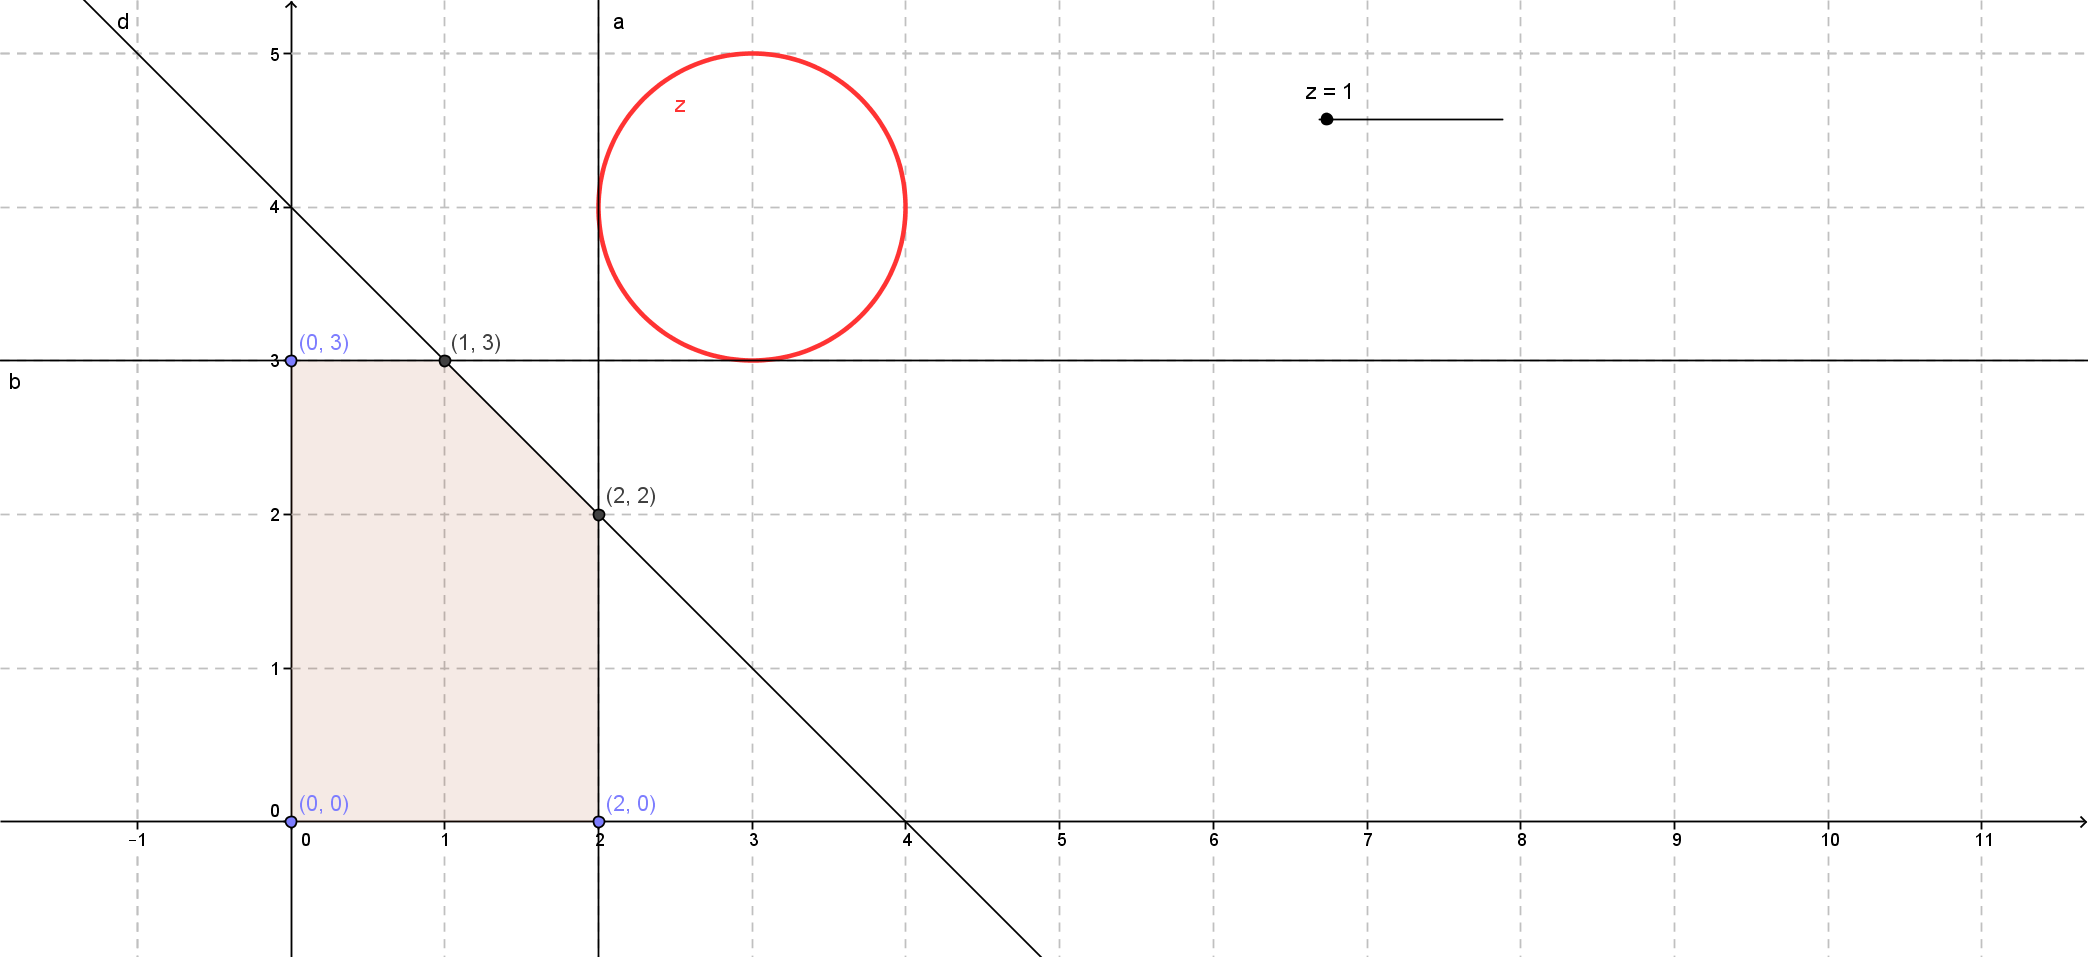 d
a
5
z
z = 1
4
(0, 3)
(1, 3)
3
b
(2, 2)
2
1
(0, 0)
(2, 0)
0
−1 0 1 2 3 4 5 6 7 8 9 10 11